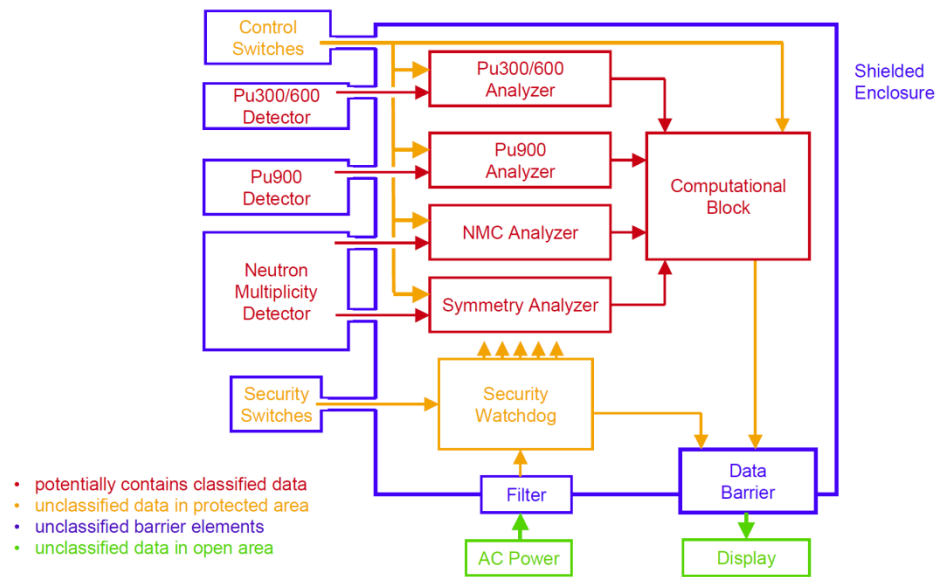 Control
Switches
Pu300/600
Analyzer
Shielded
Enclosure
Pu300/600
Detector
Pu900
Analyzer
Pu900
Detector
Computational
Block
NMC Analyzer
Neutron
Multiplicity
Detector
Symmetry Analyzer
Security
Switches
Security
Watchdog
Data
Barrier
Filter
• potentially contains classified data
• unclassified data in protected area
• unclassified barrier elements
• unclassified data in open area
AC Power
Display